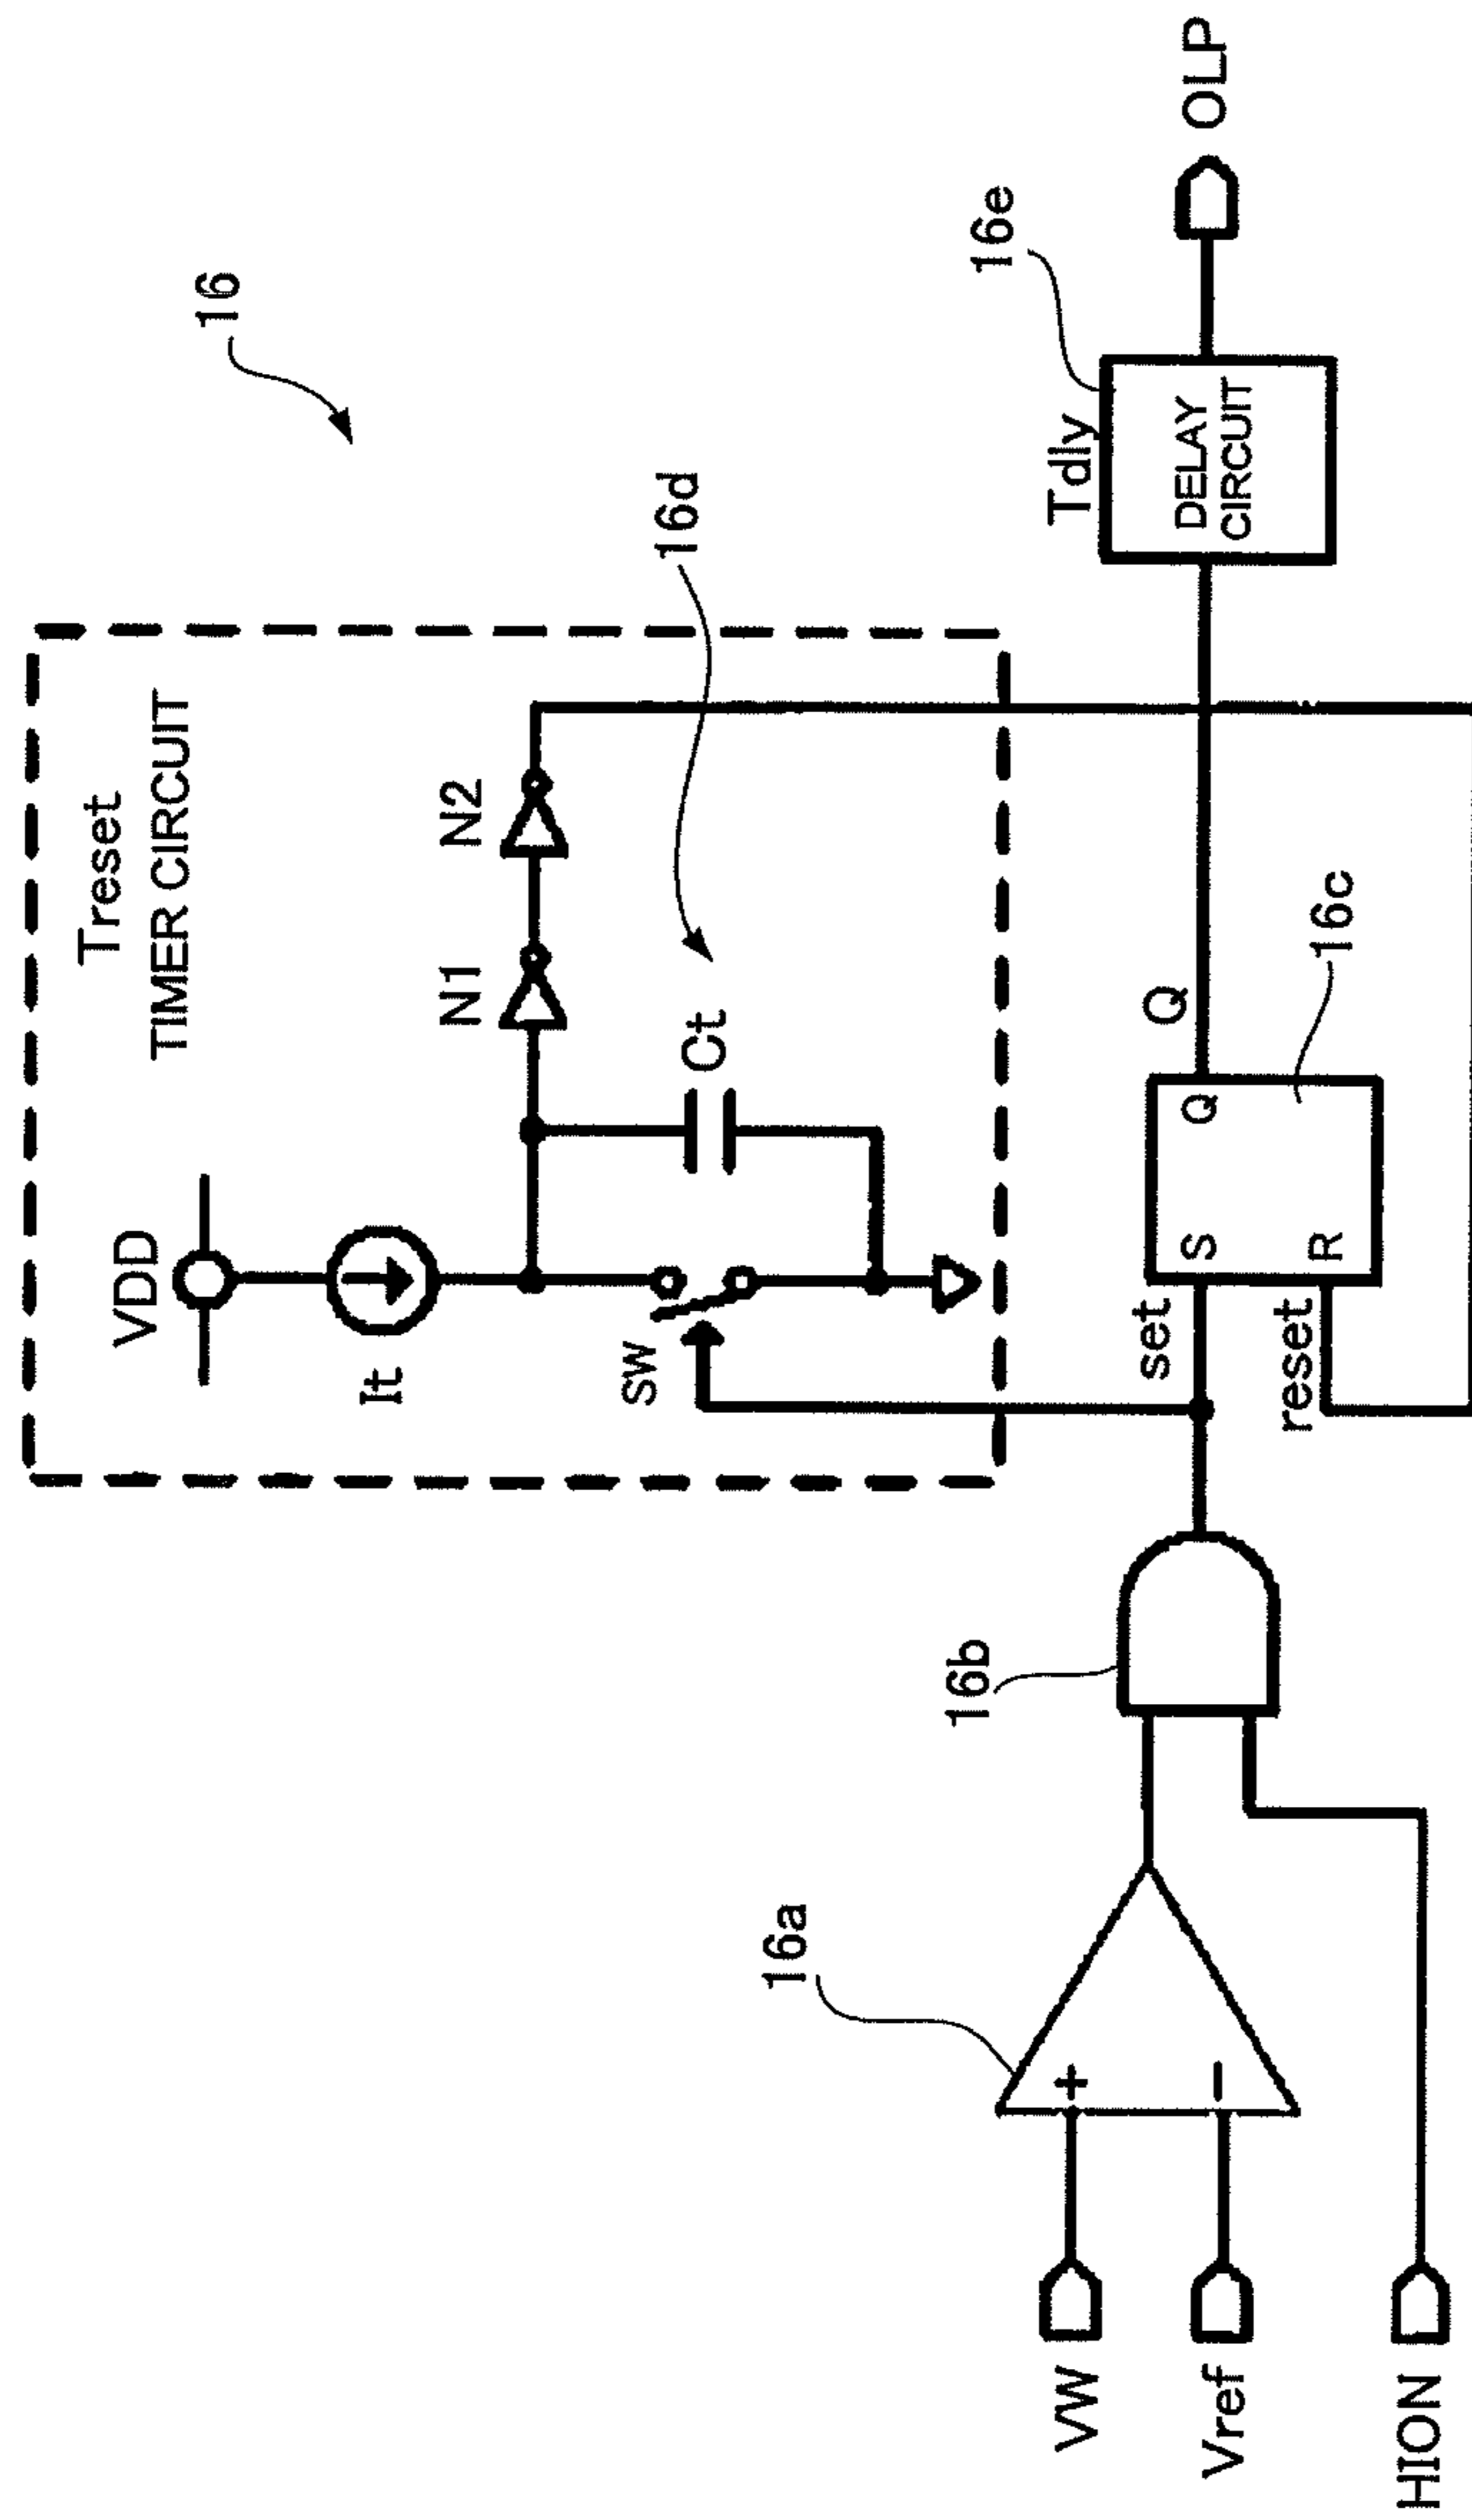 16
Treset
TIMER CIRCUIT
VDD
It
N1
N2
SW
Ct
16d
16a
+
−
16b
set
reset
S
R
Q
Q
16c
Tdly
16e
DELAY
CIRCUIT
OLP
VW
Vref
HION